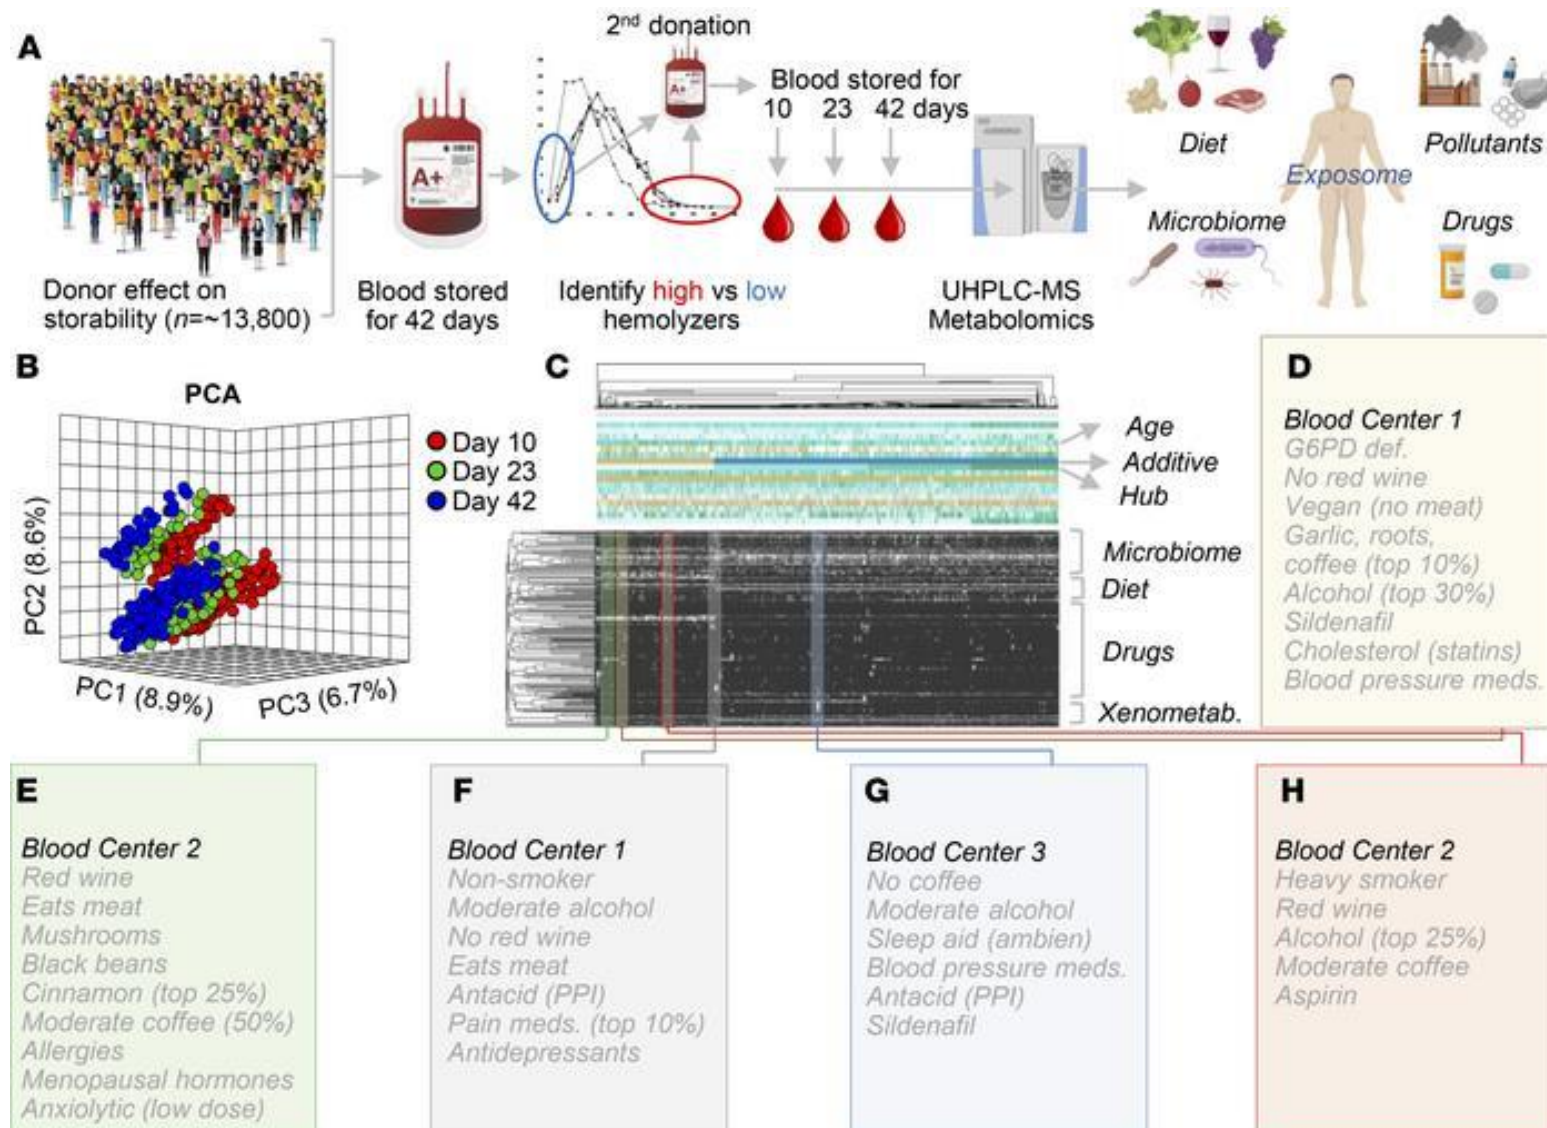 A
2nd donation
Blood stored for
10 23 42 days
A+
A+
Diet
Pollutants
Exposome
Microbiome
Drugs
Donor effect on
storability (n=~13,800)
Blood stored
for 42 days
Identify high vs low
hemolyzers
UHPLC-MS
Metabolomics
B
PCA
Day 10
Day 23
Day 42
PC2 (8.6%)
PC1 (8.9%)
PC3 (6.7%)
C
Age
Additive
Hub
Microbiome
Diet
Drugs
Xenometab.
D
Blood Center 1
G6PD def.
No red wine
Vegan (no meat)
Garlic, roots,
coffee (top 10%)
Alcohol (top 30%)
Sildenafil
Cholesterol (statins)
Blood pressure meds.
E
Blood Center 2
Red wine
Eats meat
Mushrooms
Black beans
Cinnamon (top 25%)
Moderate coffee (50%)
Allergies
Menopausal hormones
Anxiolytic (low dose)
F
Blood Center 1
Non-smoker
Moderate alcohol
No red wine
Eats meat
Antacid (PPI)
Pain meds. (top 10%)
Antidepressants
G
Blood Center 3
No coffee
Moderate alcohol
Sleep aid (ambien)
Blood pressure meds.
Antacid (PPI)
Sildenafil
H
Blood Center 2
Heavy smoker
Red wine
Alcohol (top 25%)
Moderate coffee
Aspirin